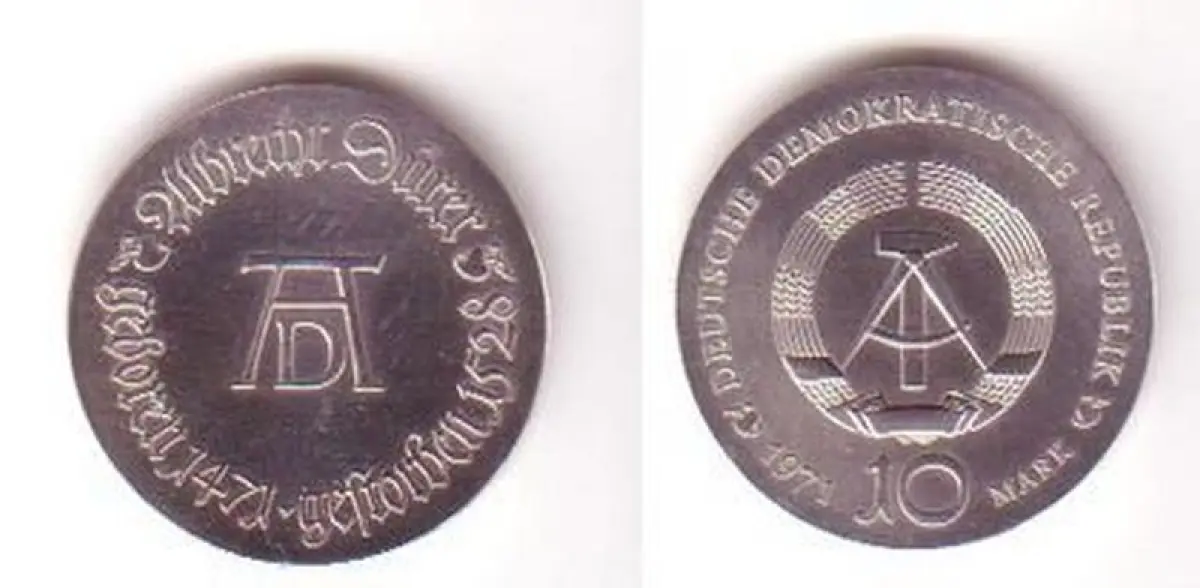 Albrecht Dürer
geboren 1471 · gestorben 1528
AD
DEUTSCHE DEMOKRATISCHE REPUBLIK
1971 10 MARK